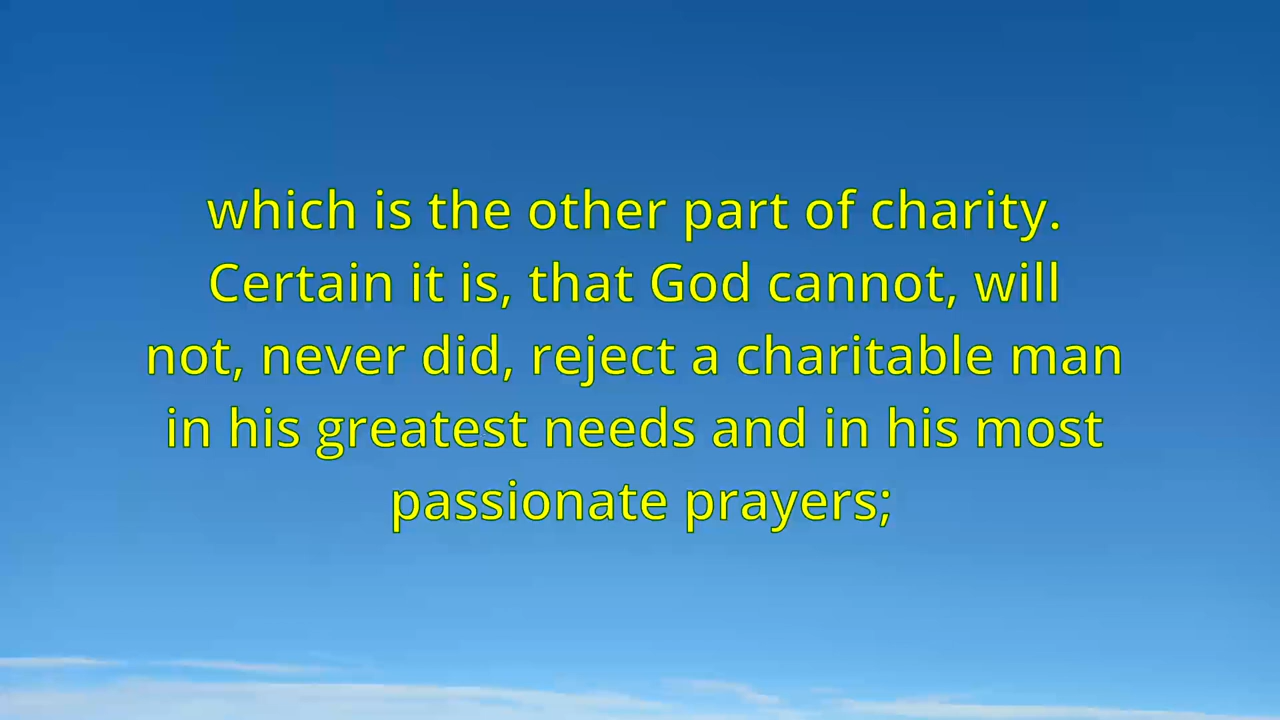 which is the other part of charity.
Certain it is, that God cannot, will
not, never did, reject a charitable man
in his greatest needs and in his most
passionate prayers;